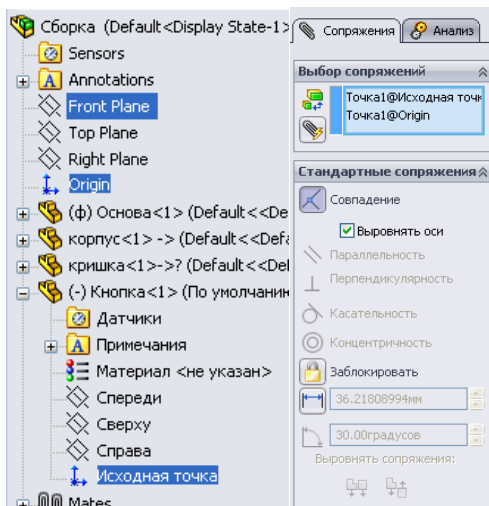 Сборка (Default<Display State-1>
Sensors
Annotations
Front Plane
Top Plane
Right Plane
Origin
(ф) Основа<1> (Default<<De
корпус<1> -> (Default<<Defa
кришка<1>->? (Default<<Def
(-) Кнопка<1> (По умолчанию
Датчики
Примечания
Материал <не указан>
Спереди
Сверху
Справа
Исходная точка
Mates
Сопряжения
Анализ
Выбор сопряжений
Точка1@Исходная точк
Точка1@Origin
Стандартные сопряжения
Совпадение
Выровнять оси
Параллельность
Перпендикулярность
Касательность
Концентричность
Заблокировать
36.21808994мм
30.00градусов
Выровнять сопряжения: